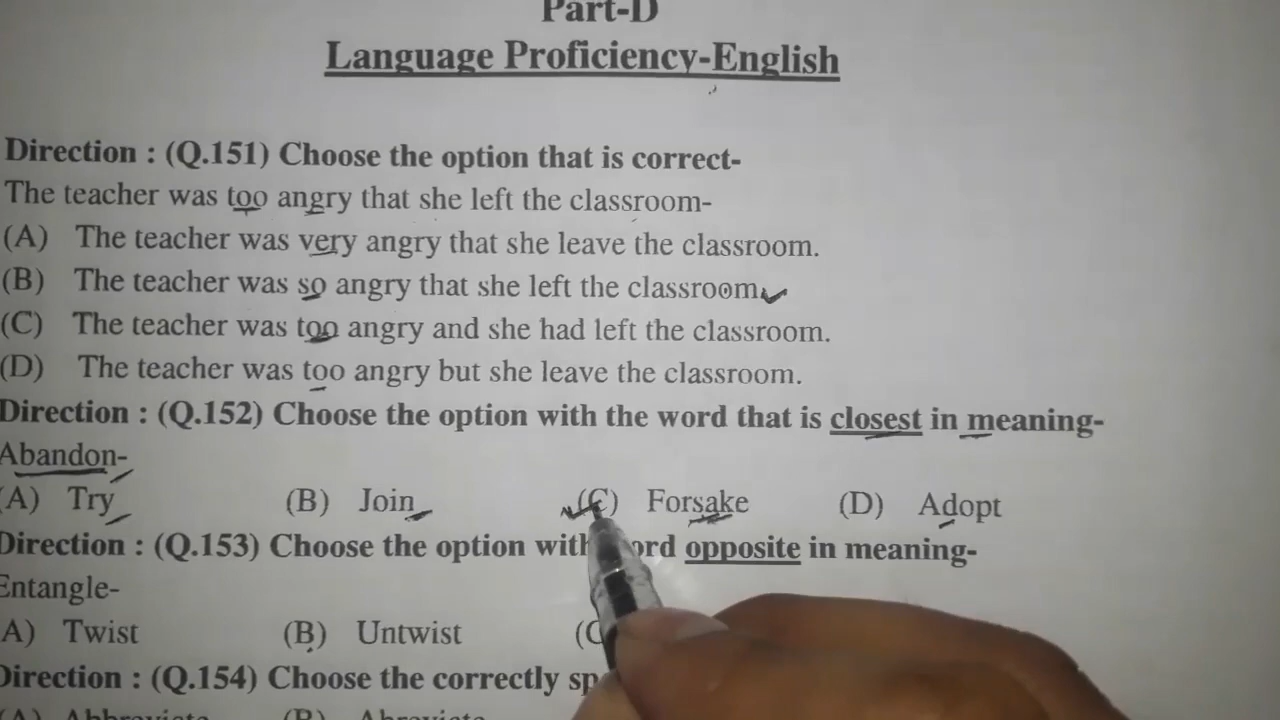 Part-D
Language Proficiency-English
Direction : (Q.151) Choose the option that is correct-
The teacher was too angry that she left the classroom-
(A) The teacher was very angry that she leave the classroom.
(B) The teacher was so angry that she left the classroom.
(C) The teacher was too angry and she had left the classroom.
(D) The teacher was too angry but she leave the classroom.
Direction : (Q.152) Choose the option with the word that is closest in meaning-
Abandon-
(A) Try (B) Join (C) Forsake (D) Adopt
Direction : (Q.153) Choose the option with word opposite in meaning-
Entangle-
A) Twist (B) Untwist (C
Direction : (Q.154) Choose the correctly sp
(A) Abbreviate (B) Abreviate